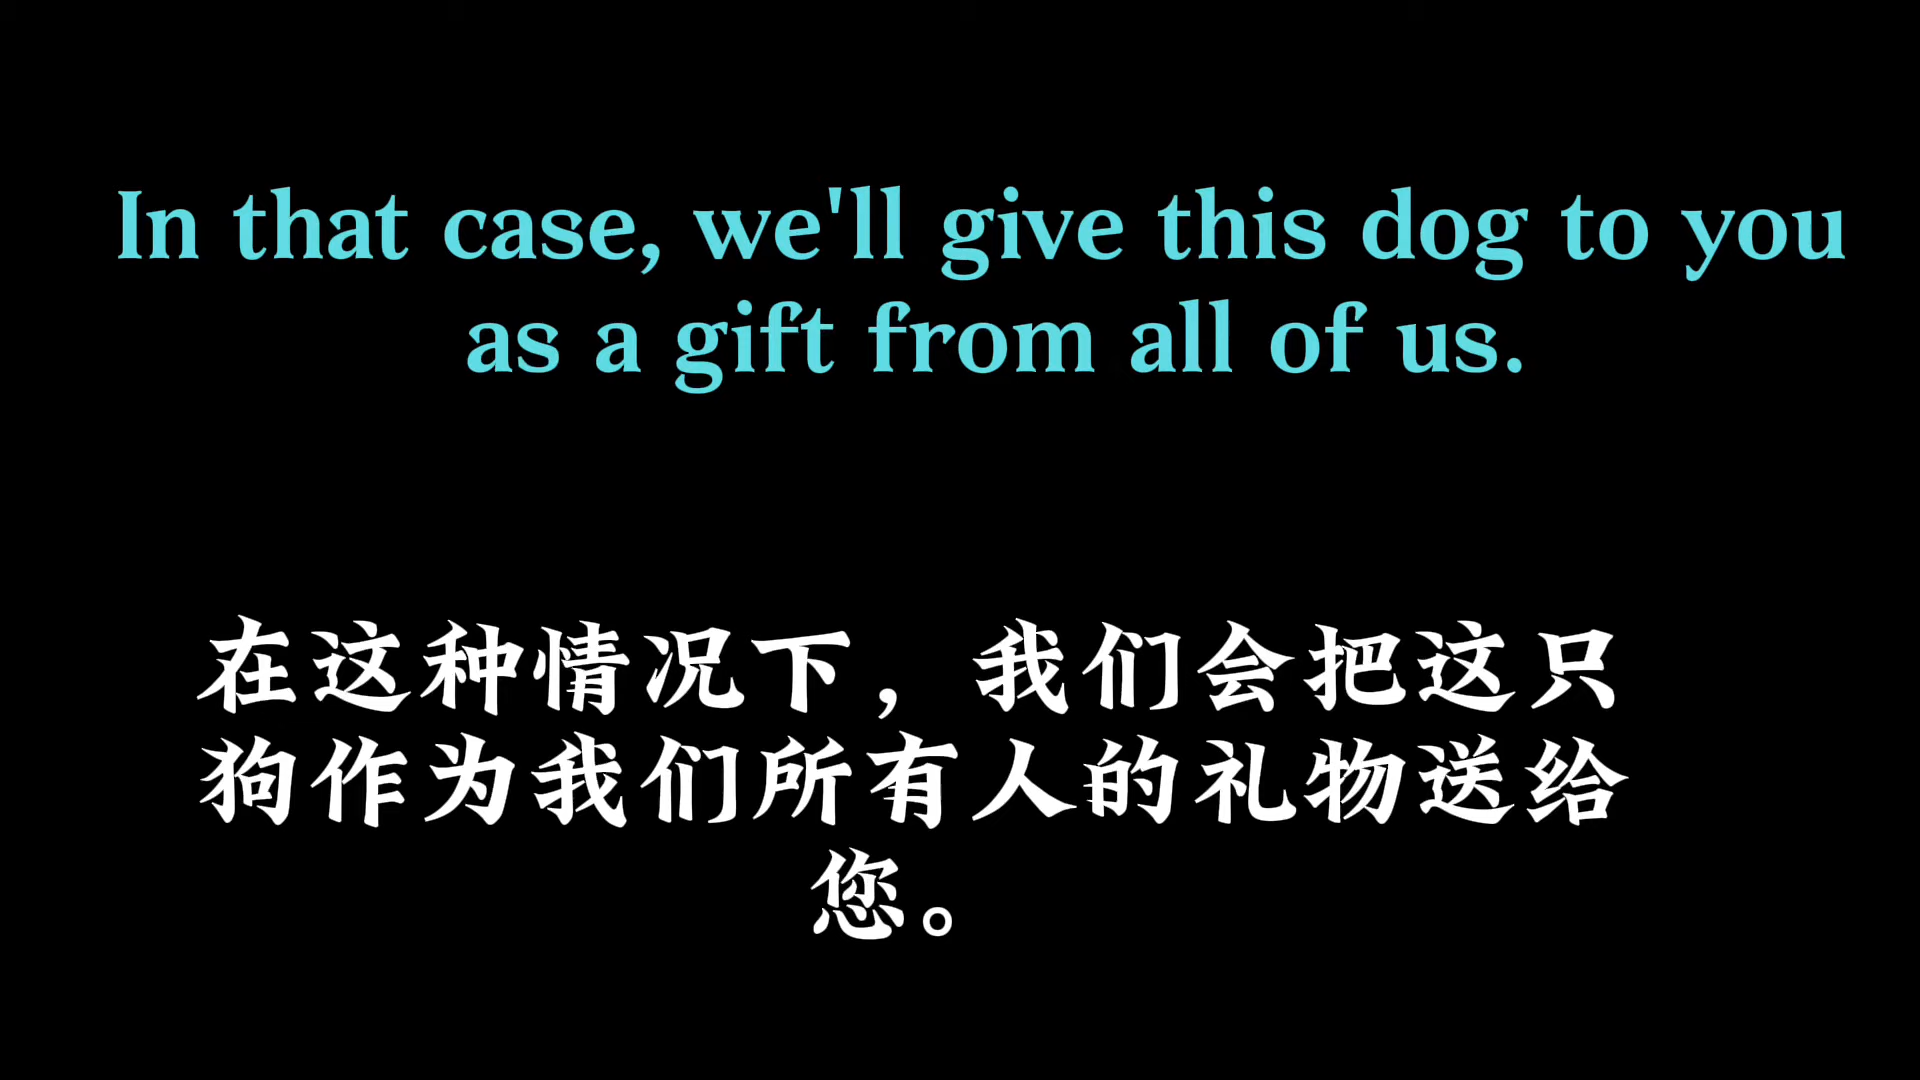 In that case, we'll give this dog to you
as a gift from all of us.
在这种情况下，我们会把这只
狗作为我们所有人的礼物送给
您。